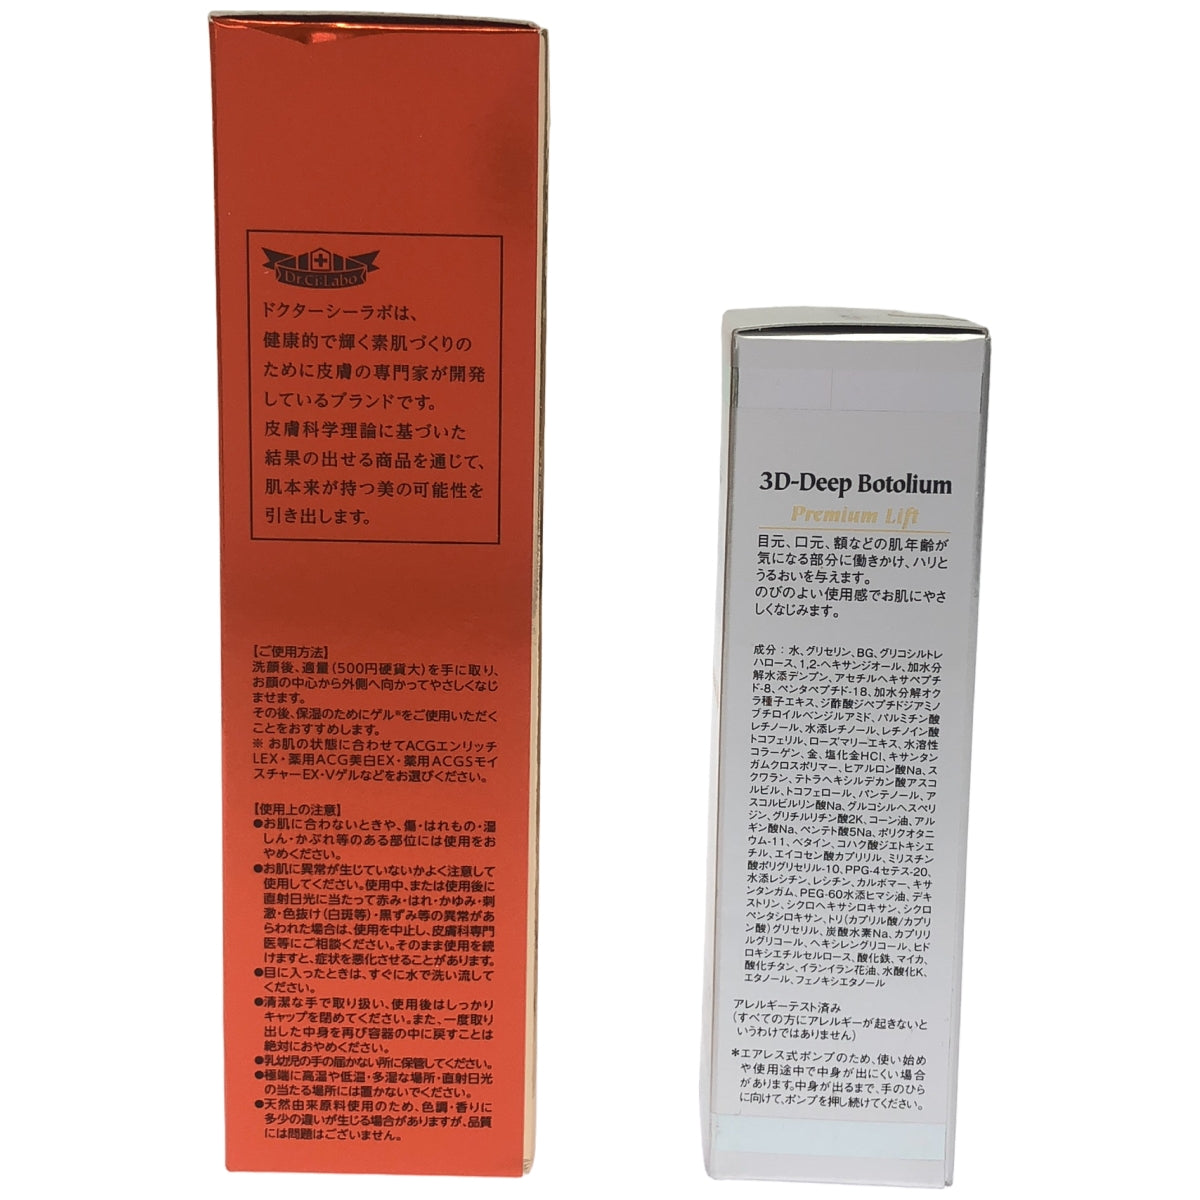 Dr.Ci:Labo
ドクターシーラボは、
健康的で輝く素肌づくりの
ために皮膚の専門家が開発
しているブランドです。
皮膚科学理論に基づいた
結果の出せる商品を通じて、
肌本来が持つ美の可能性を
引き出します。
【ご使用方法】
洗顔後、適量(500円硬貨大)を手に取り、
お顔の中心から外側へ向かってやさしくなじ
ませます。
その後、保湿のためにゲル※をご使用いただく
ことをおすすめします。
※お肌の状態に合わせてACGエンリッチ
LEX・薬用ACG美白EX・薬用ACGSモイ
スチャーEX・Vゲルなどをお選びください。
【使用上の注意】
●お肌に合わないときや、傷・はれもの・湿
しん・かぶれ等のある部位には使用をお
やめください。
●お肌に異常が生じていないかよく注意して
使用してください。使用中、または使用後に
直射日光に当たって赤み・はれ・かゆみ・刺
激・色抜け(白斑等)・黒ずみ等の異常があ
らわれた場合は、使用を中止し、皮膚科専門
医等にご相談ください。そのまま使用を続
けますと、症状を悪化させることがあります。
●目に入ったときは、すぐに水で洗い流して
ください。
●清潔な手で取り扱い、使用後はしっかり
キャップを閉めてください。また、一度取り
出した中身を再び容器の中に戻すことは
絶対におやめください。
●乳幼児の手の届かない所に保管してください。
●極端に高温や低温・多湿な場所・直射日光
の当たる場所には置かないでください。
●天然由来原料使用のため、色調・香りに
多少の違いが生じる場合がありますが、品質
には問題はございません。
3D-Deep Botolium
Premium Lift
目元、口元、額などの肌年齢が
気になる部分に働きかけ、ハリと
うるおいを与えます。
のびのよい使用感でお肌にやさ
しくなじみます。
成分:水、グリセリン、BG、グリコシルトレ
ハロース、1,2-ヘキサンジオール、加水分
解水添デンプン、アセチルヘキサペプチ
ド-8、ペンタペプチド-18、加水分解オク
ラ種子エキス、ジ酢酸ジペプチドジアミノ
ブチロイルベンジルアミド、パルミチン酸
レチノール、水添レチノール、レチノイン酸
トコフェリル、ローズマリーエキス、水溶性
コラーゲン、金、塩化金HCl、キサンタン
ガムクロスポリマー、ヒアルロン酸Na、ス
クワラン、テトラヘキシルデカン酸アスコ
ルビル、トコフェロール、パンテノール、ア
スコルビルリン酸Na、グルコシルヘスペリ
ジン、グリチルリチン酸2K、コーン油、アル
ギン酸Na、ペンテト酸5Na、ポリクオタニ
ウム-11、ベタイン、コハク酸ジエトキシエ
チル、エイコセン酸カプリリル、ミリスチン
酸ポリグリセリル-10、PPG-4セテス-20、
水添レシチン、レシチン、カルボマー、キサ
ンタンガム、PEG-60水添ヒマシ油、デキ
ストリン、シクロヘキサシロキサン、シクロ
ペンタシロキサン、トリ(カプリル酸/カプリ
ン酸)グリセリル、炭酸水素Na、カプリリ
ルグリコール、ヘキシレングリコール、ヒド
ロキシエチルセルロース、酸化鉄、マイカ、
酸化チタン、イランイラン花油、水酸化K、
エタノール、フェノキシエタノール
アレルギーテスト済み
(すべての方にアレルギーが起きないと
いうわけではありません)
*エアレス式ポンプのため、使い始め
や使用途中で中身が出にくい場合
があります。中身が出るまで、手のひら
に向けて、ポンプを押し続けてください。